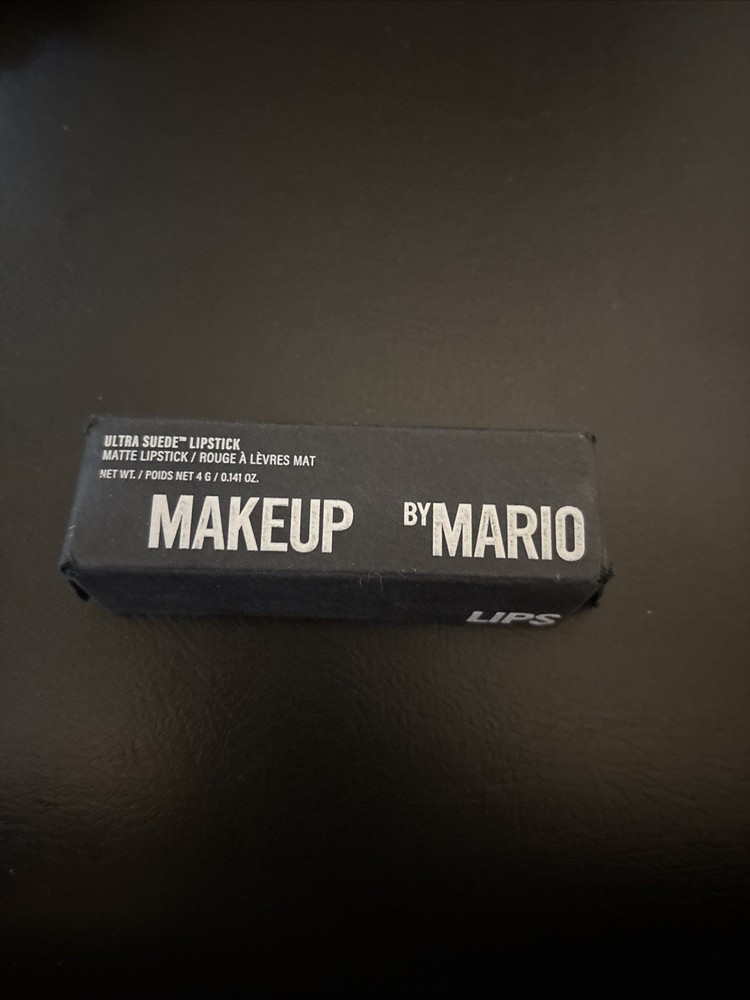 ULTRA SUEDE™ LIPSTICK
MATTE LIPSTICK / ROUGE À LÈVRES MAT
NET WT. / POIDS NET 4 G / 0.141 OZ.
MAKEUP BY MARIO
LIPS